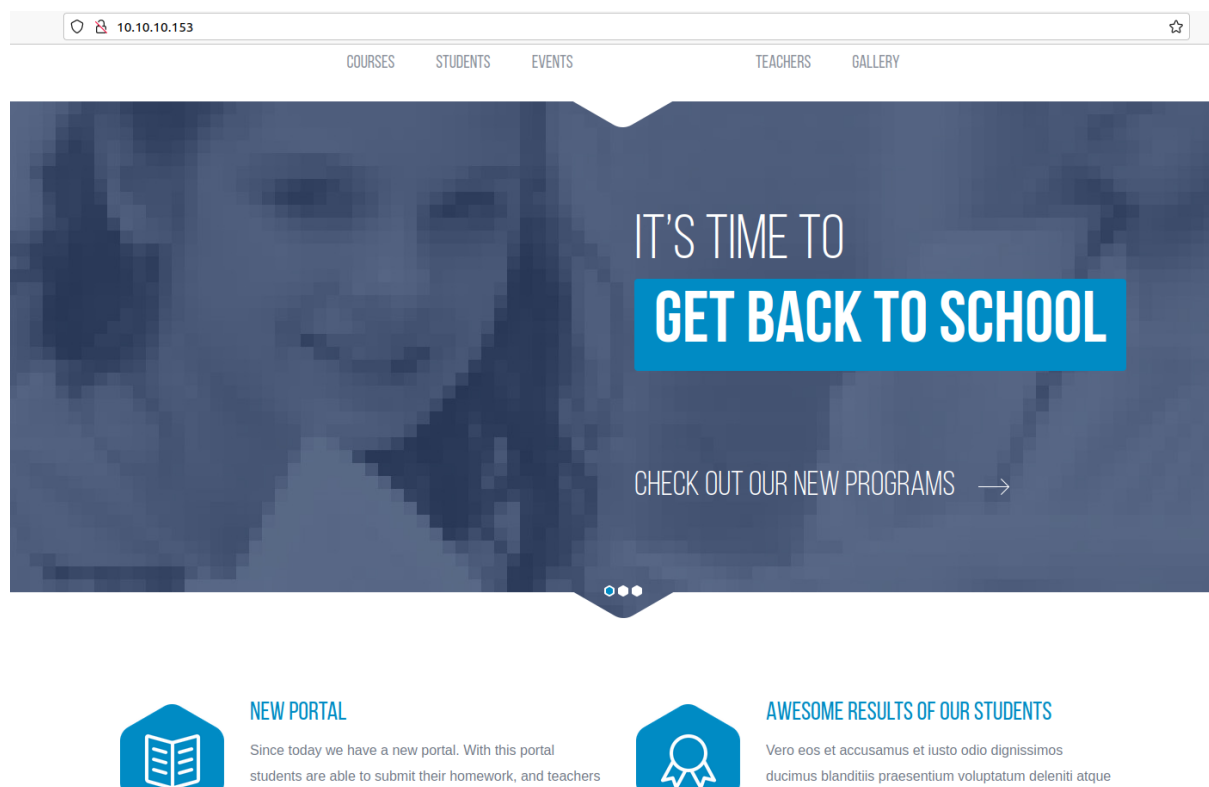 10.10.10.153
COURSES STUDENTS EVENTS TEACHERS GALLERY
IT'S TIME TO
GET BACK TO SCHOOL
CHECK OUT OUR NEW PROGRAMS
NEW PORTAL
Since today we have a new portal. With this portal
students are able to submit their homework, and teachers
AWESOME RESULTS OF OUR STUDENTS
Vero eos et accusamus et iusto odio dignissimos
ducimus blanditiis praesentium voluptatum deleniti atque